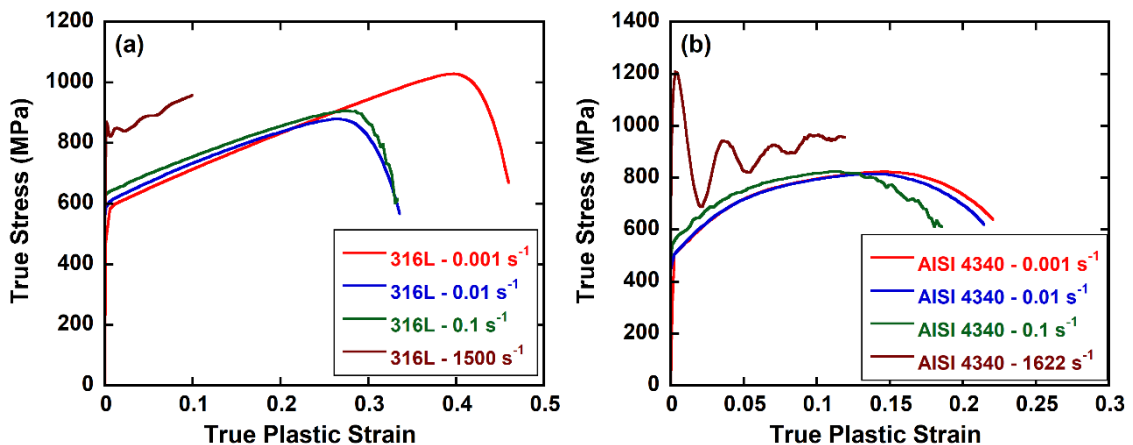 (a)
True Stress (MPa)
1200
1000
800
600
400
200
0
0 0.1 0.2 0.3 0.4 0.5
True Plastic Strain
316L - 0.001 s⁻¹
316L - 0.01 s⁻¹
316L - 0.1 s⁻¹
316L - 1500 s⁻¹
(b)
True Stress (MPa)
1400
1200
1000
800
600
400
200
0
0 0.05 0.1 0.15 0.2 0.25 0.3
True Plastic Strain
AISI 4340 - 0.001 s⁻¹
AISI 4340 - 0.01 s⁻¹
AISI 4340 - 0.1 s⁻¹
AISI 4340 - 1622 s⁻¹